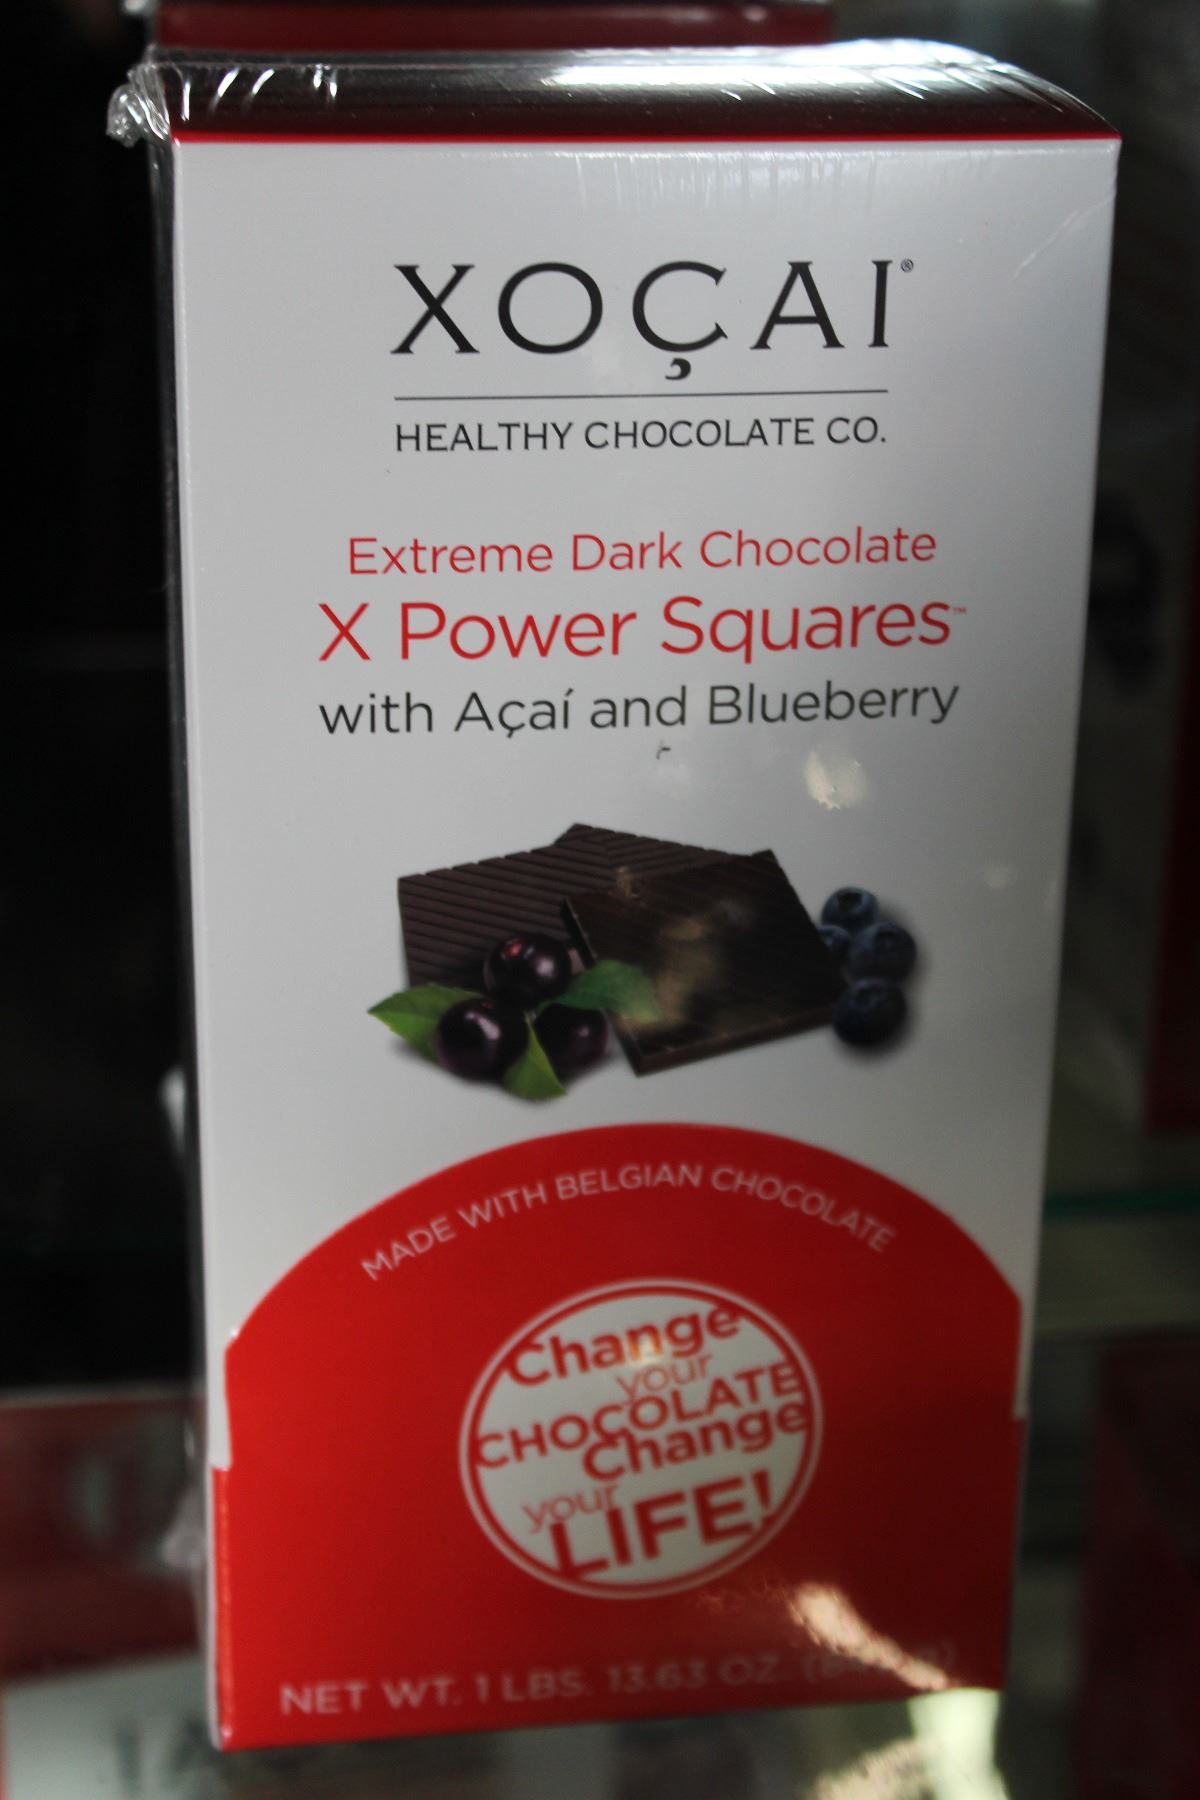 XOÇAI®
HEALTHY CHOCOLATE CO.
Extreme Dark Chocolate
X Power Squares™
with Açaí and Blueberry
MADE WITH BELGIAN CHOCOLATE
Change
your
CHOCOLATE
Change
your
LIFE!
NET WT. 1 LBS. 13.63 OZ.